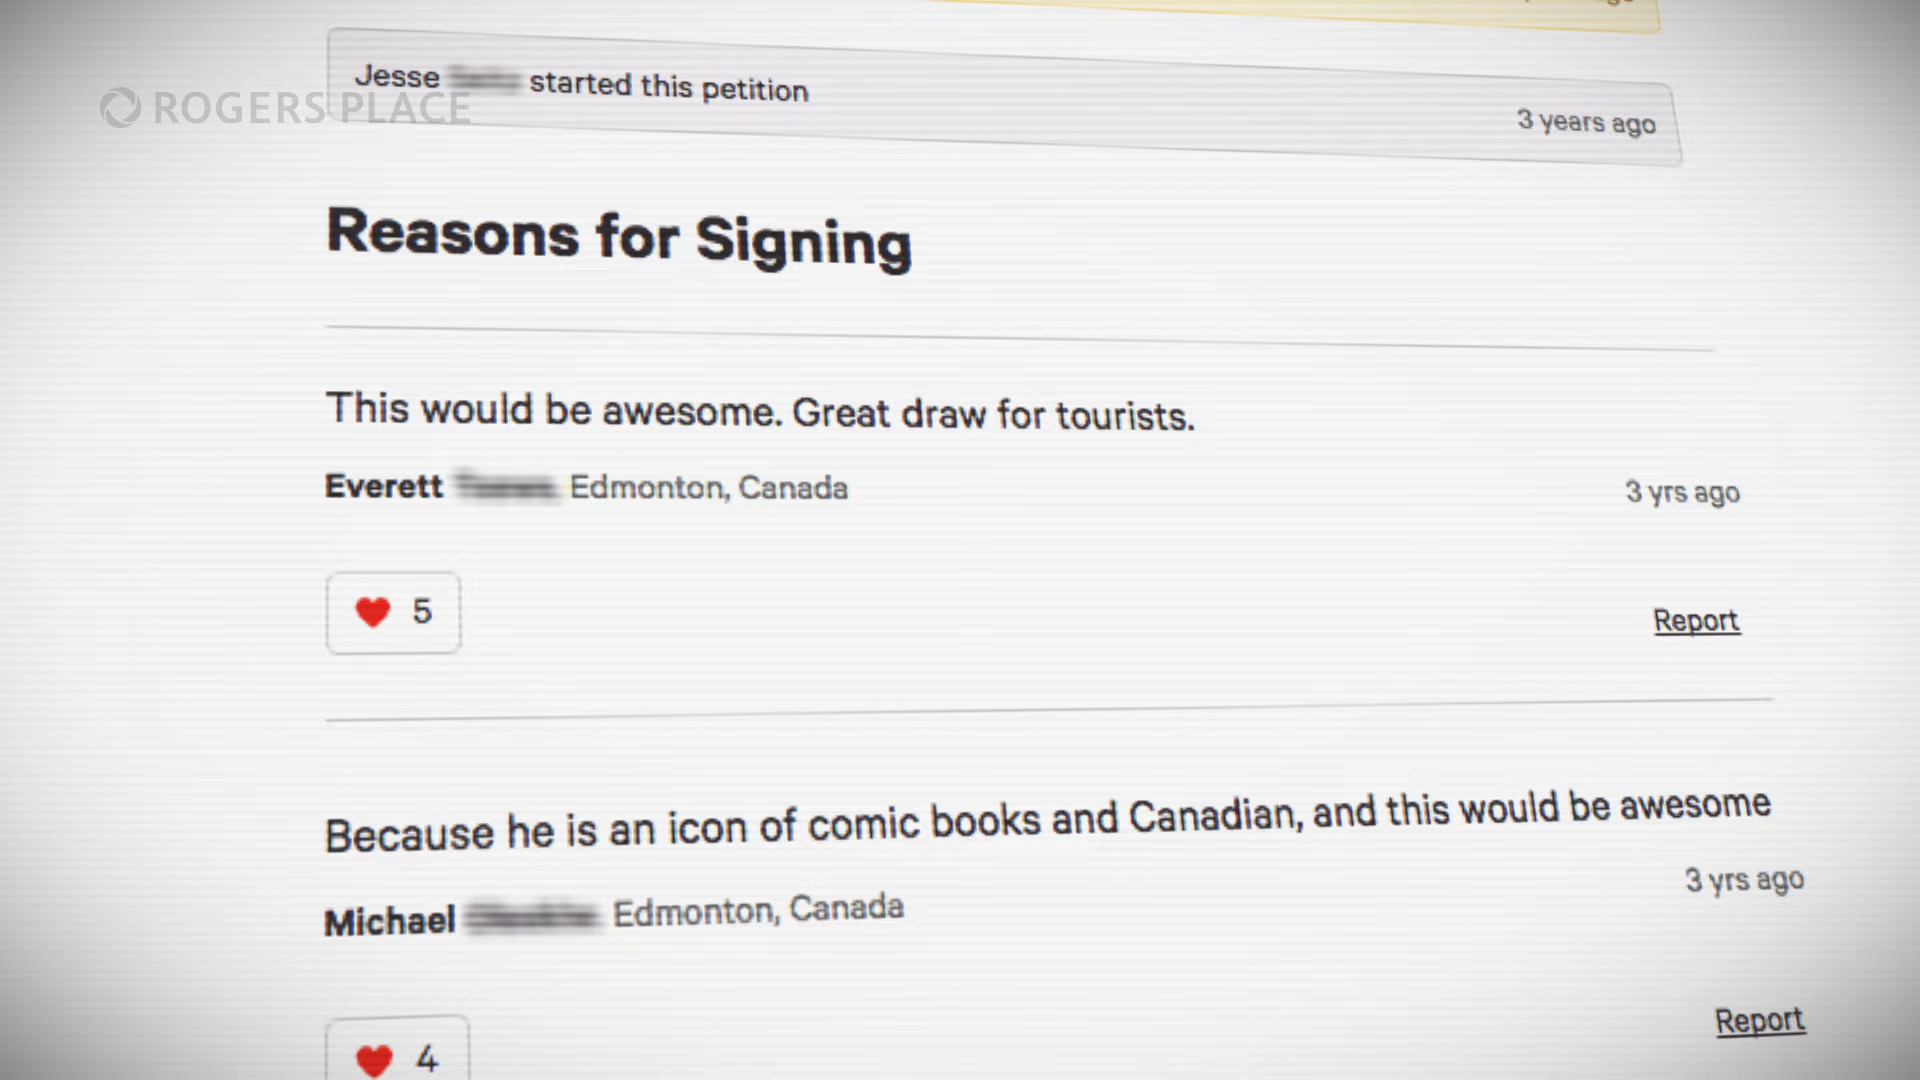 Jesse started this petition
ROGERS PLACE
3 years ago
Reasons for Signing
This would be awesome. Great draw for tourists.
Everett Edmonton, Canada
3 yrs ago
5
Report
Because he is an icon of comic books and Canadian, and this would be awesome
3 yrs ago
Michael Edmonton, Canada
Report
4